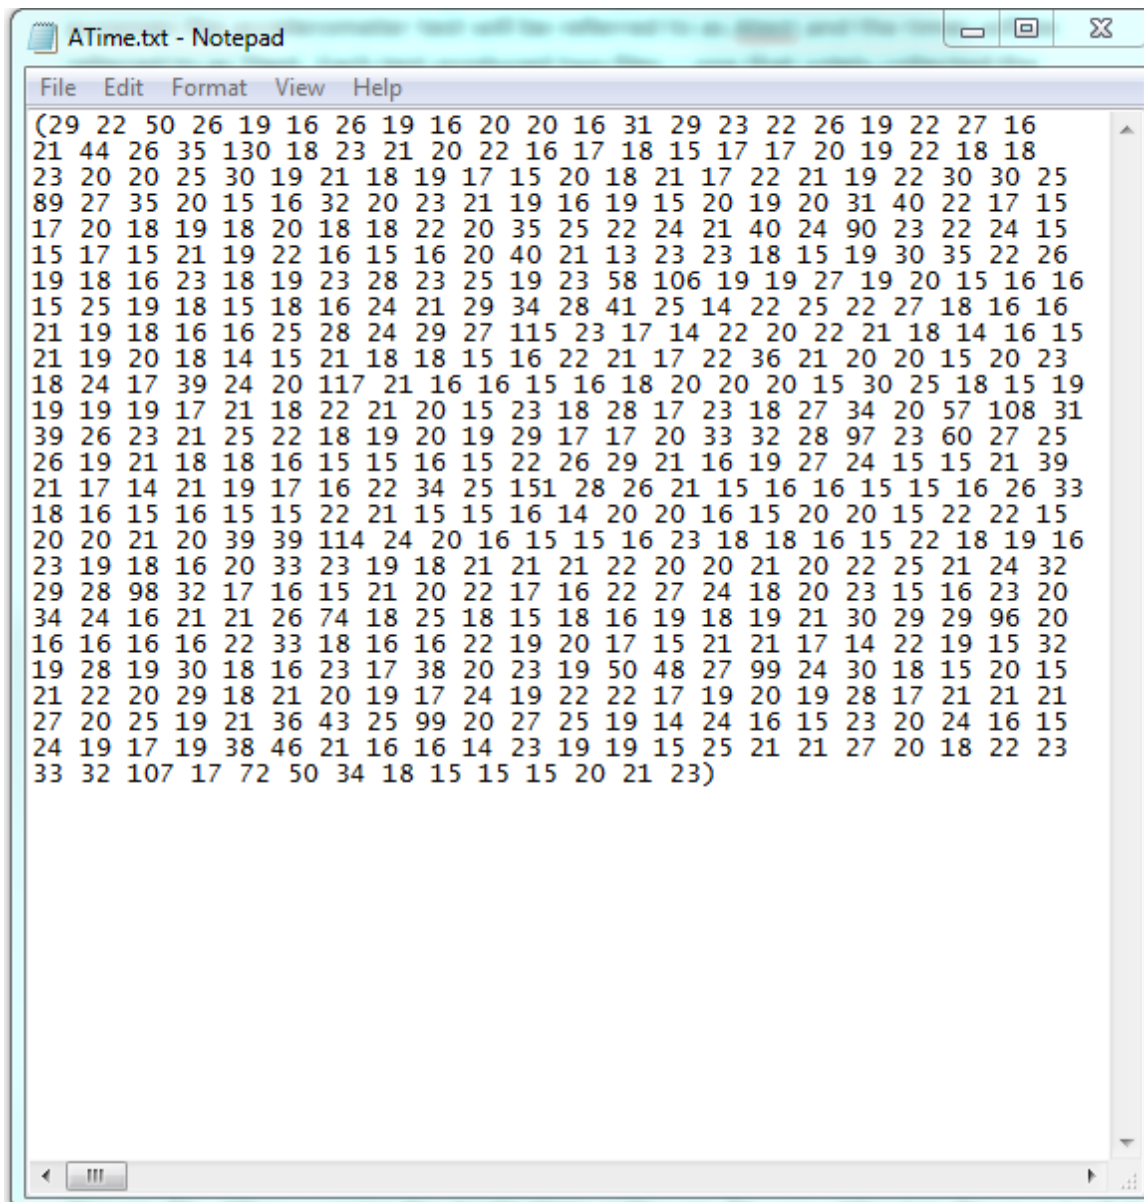 ATime.txt - Notepad
File Edit Format View Help
(29 22 50 26 19 16 26 19 16 20 20 16 31 29 23 22 26 19 22 27 16
21 44 26 35 130 18 23 21 20 22 16 17 18 15 17 17 20 19 22 18 18
23 20 20 25 30 19 21 18 19 17 15 20 18 21 17 22 21 19 22 30 30 25
89 27 35 20 15 16 32 20 23 21 19 16 19 15 20 19 20 31 40 22 17 15
17 20 18 19 18 20 18 18 22 20 35 25 22 24 21 40 24 90 23 22 24 15
15 17 15 21 19 22 16 15 16 20 40 21 13 23 23 18 15 19 30 35 22 26
19 18 16 23 18 19 23 28 23 25 19 23 58 106 19 19 27 19 20 15 16 16
15 25 19 18 15 18 16 24 21 29 34 28 41 25 14 22 25 22 27 18 16 16
21 19 18 16 16 25 28 24 29 27 115 23 17 14 22 20 22 21 18 14 16 15
21 19 20 18 14 15 21 18 18 15 16 22 21 17 22 36 21 20 20 15 20 23
18 24 17 39 24 20 117 21 16 16 15 16 18 20 20 20 15 30 25 18 15 19
19 19 19 17 21 18 22 21 20 15 23 18 28 17 23 18 27 34 20 57 108 31
39 26 23 21 25 22 18 19 20 19 29 17 17 20 33 32 28 97 23 60 27 25
26 19 21 18 18 16 15 15 16 15 22 26 29 21 16 19 27 24 15 15 21 39
21 17 14 21 19 17 16 22 34 25 151 28 26 21 15 16 16 15 15 16 26 33
18 16 15 16 15 15 22 21 15 15 16 14 20 20 16 15 20 20 15 22 22 15
20 20 21 20 39 39 114 24 20 16 15 15 16 23 18 18 16 15 22 18 19 16
23 19 18 16 20 33 23 19 18 21 21 21 22 20 20 21 20 22 25 21 24 32
29 28 98 32 17 16 15 21 20 22 17 16 22 27 24 18 20 23 15 16 23 20
34 24 16 21 21 26 74 18 25 18 15 18 16 19 18 19 21 30 29 29 96 20
16 16 16 16 22 33 18 16 16 22 19 20 17 15 21 21 17 14 22 19 15 32
19 28 19 30 18 16 23 17 38 20 23 19 50 48 27 99 24 30 18 15 20 15
21 22 20 29 18 21 20 19 17 24 19 22 22 17 19 20 19 28 17 21 21 21
27 20 25 19 21 36 43 25 99 20 27 25 19 14 24 16 15 23 20 24 16 15
24 19 17 19 38 46 21 16 16 14 23 19 19 15 25 21 21 27 20 18 22 23
33 32 107 17 72 50 34 18 15 15 15 20 21 23)